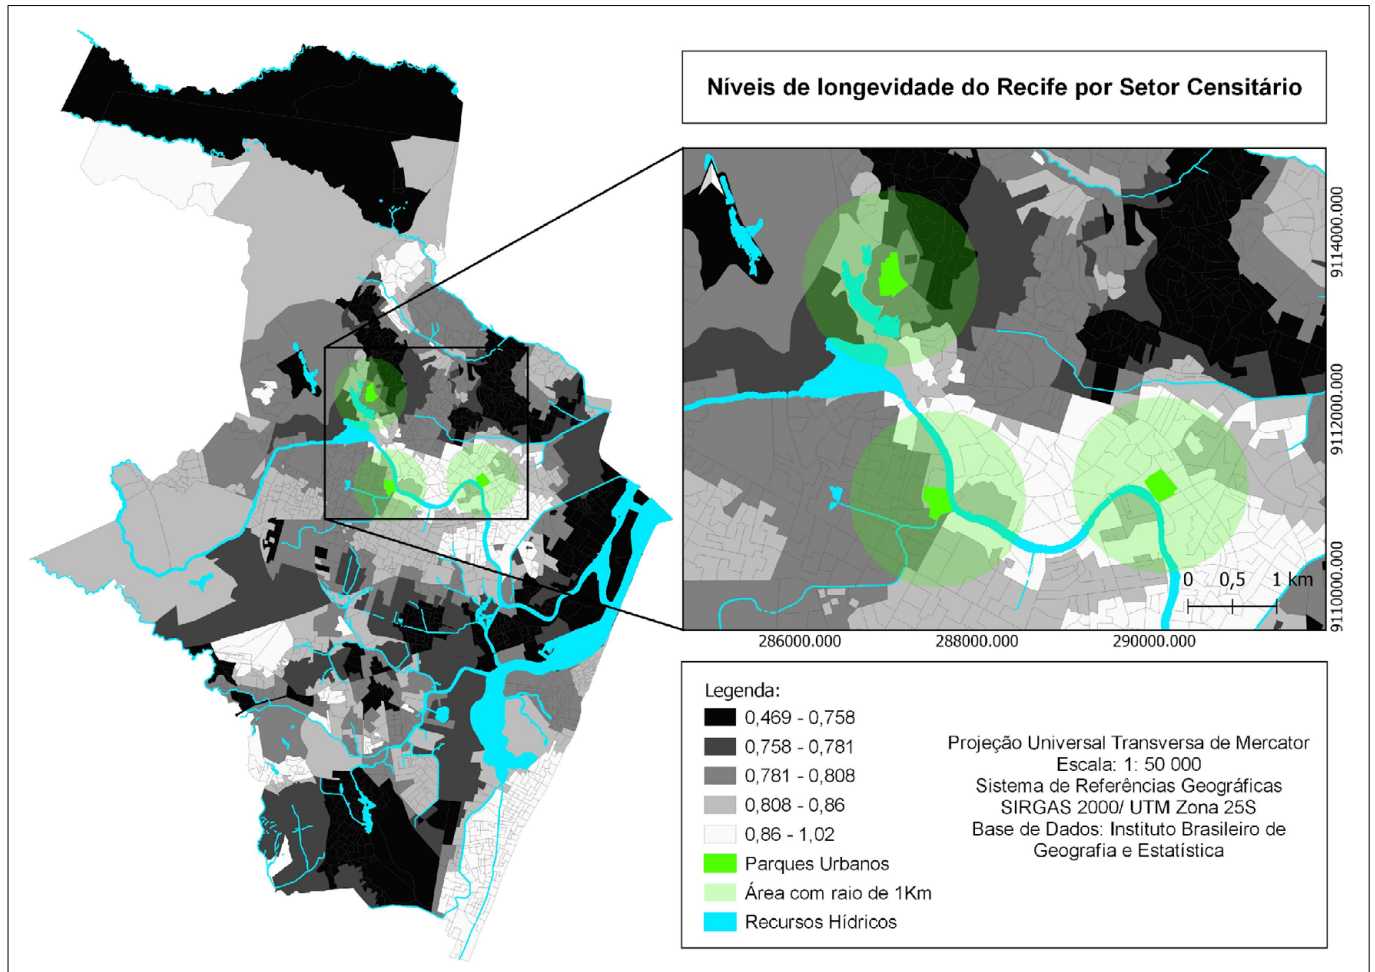 Níveis de longevidade do Recife por Setor Censitário
9114000.000
9112000.000
9110000.000
0 0,5 1 km
286000.000 288000.000 290000.000
Legenda:
0,469 - 0,758
0,758 - 0,781
0,781 - 0,808
0,808 - 0,86
0,86 - 1,02
Parques Urbanos
Área com raio de 1Km
Recursos Hídricos
Projeção Universal Transversa de Mercator
Escala: 1: 50 000
Sistema de Referências Geográficas
SIRGAS 2000/ UTM Zona 25S
Base de Dados: Instituto Brasileiro de
Geografia e Estatística